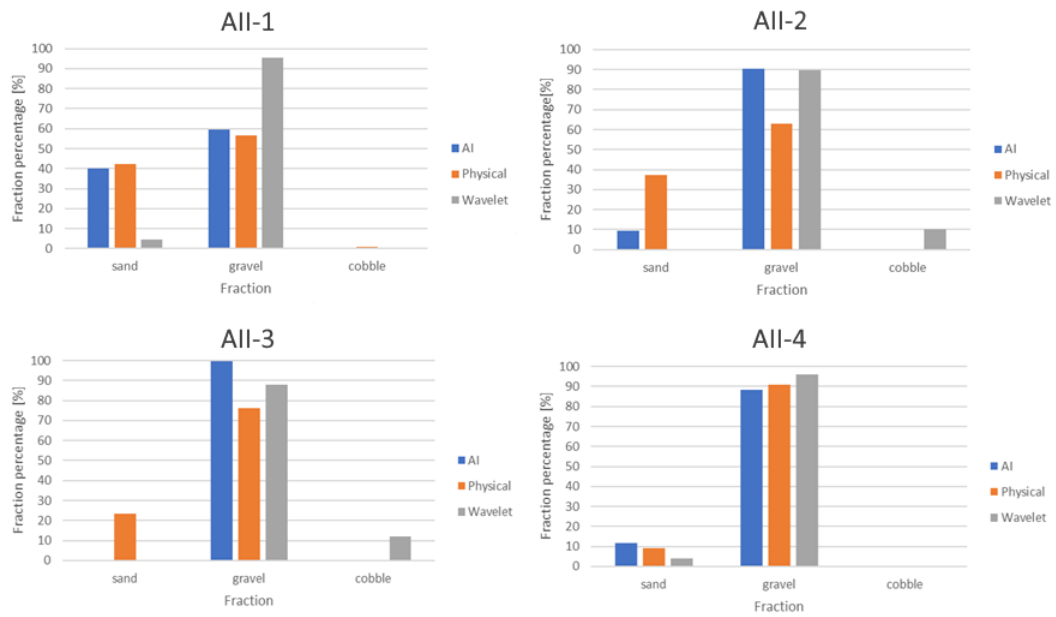 AII-1
Fraction percentage [%]
100
90
80
70
60
50
40
30
20
10
0
sand
gravel
cobble
Fraction
AI
Physical
Wavelet
AII-2
Fraction percentage[%]
100
90
80
70
60
50
40
30
20
10
0
sand
gravel
cobble
Fraction
AI
Physical
Wavelet
AII-3
Fraction percentage [%]
100
90
80
70
60
50
40
30
20
10
0
sand
gravel
cobble
Fraction
AI
Physical
Wavelet
AII-4
Fraction percentage [%]
100
90
80
70
60
50
40
30
20
10
0
sand
gravel
cobble
Fraction
AI
Physical
Wavelet